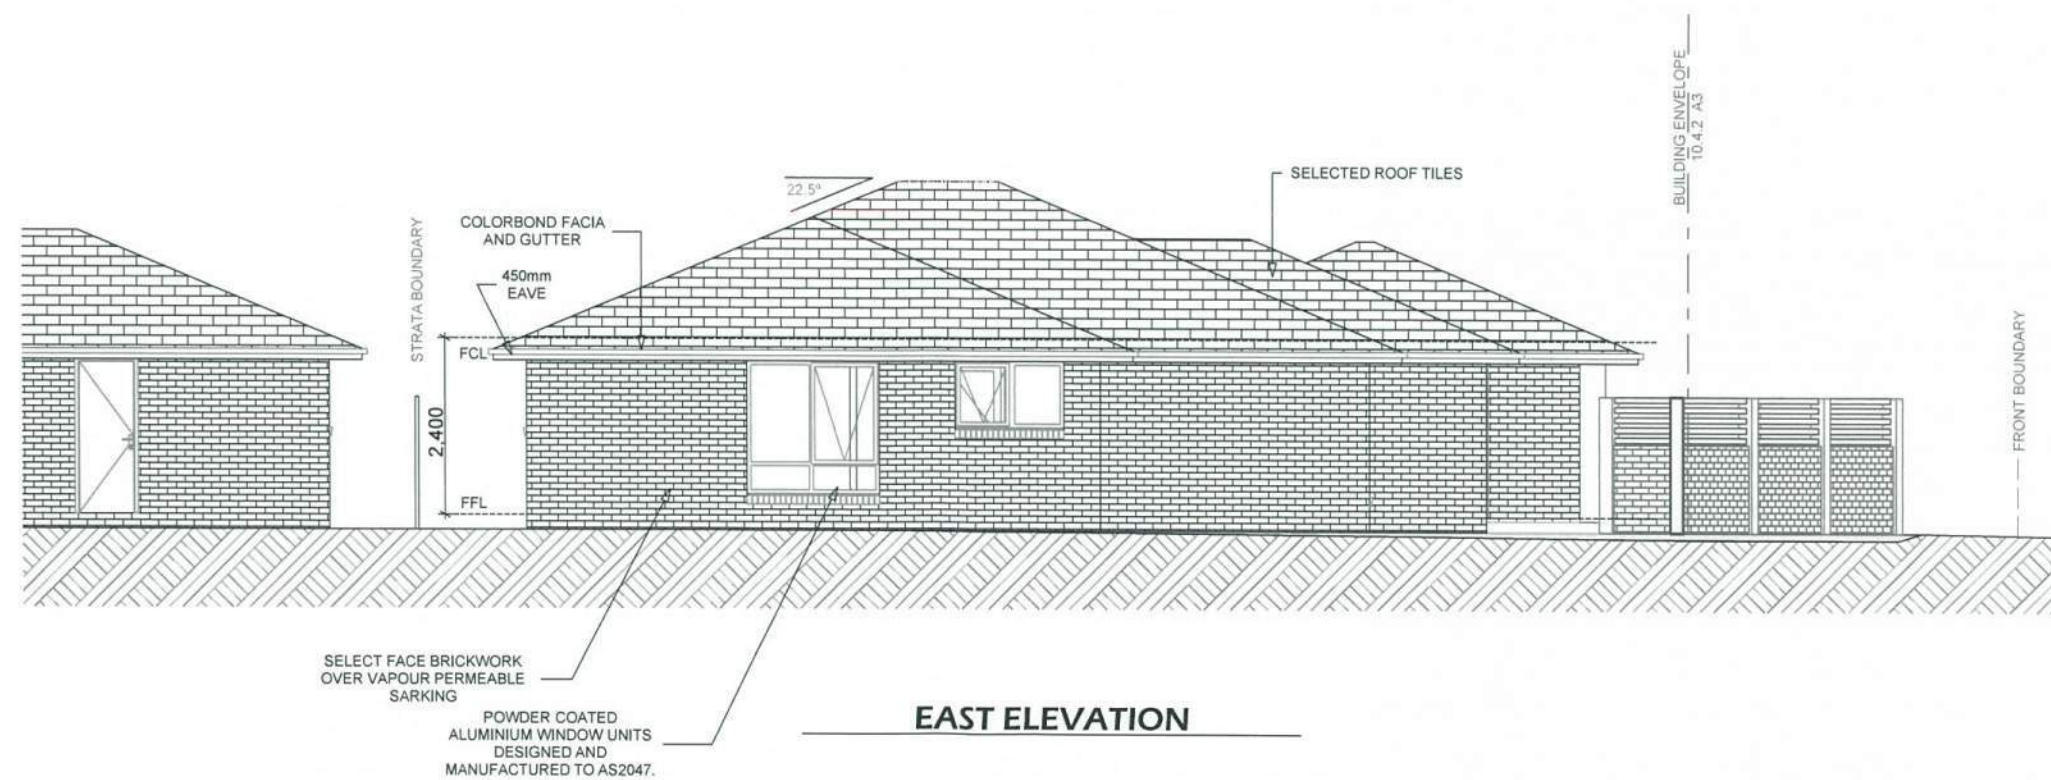 BUILDING ENVELOPE
10.4.2 A3
SELECTED ROOF TILES
22.5°
COLORBOND FACIA
AND GUTTER
STRATA BOUNDARY
450mm
EAVE
FCL
2,400
FFL
FRONT BOUNDARY
SELECT FACE BRICKWORK
OVER VAPOUR PERMEABLE
SARKING
POWDER COATED
ALUMINIUM WINDOW UNITS
DESIGNED AND
MANUFACTURED TO AS2047.
EAST ELEVATION